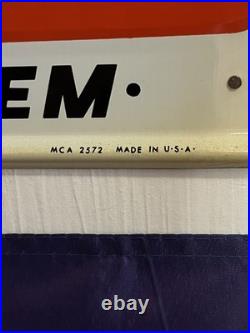 EM.
MCA 2572 MADE IN U·S·A·